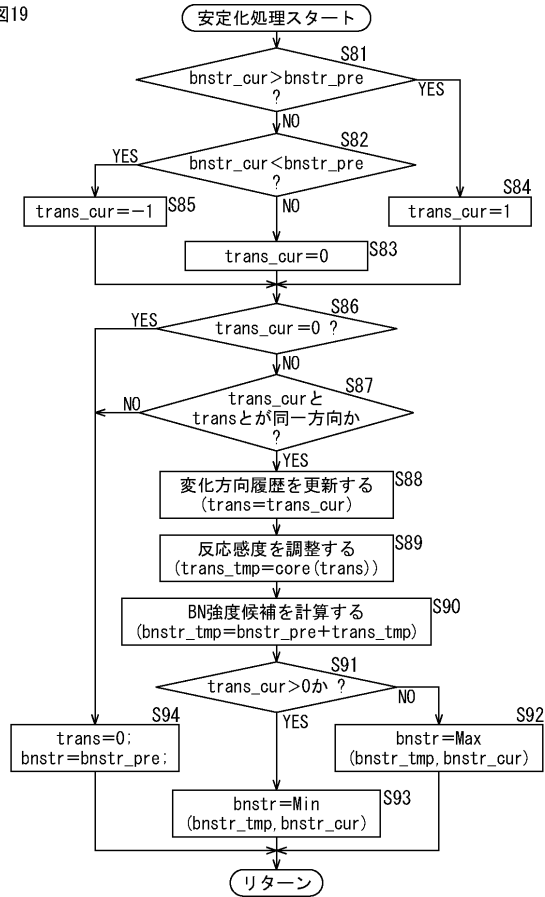 図19
安定化処理スタート
S81
bnstr_cur>bnstr_pre
?
YES
NO
S82
YES
bnstr_cur<bnstr_pre
?
NO
S85
trans_cur=−1
S84
trans_cur=1
S83
trans_cur=0
S86
YES
trans_cur=0 ?
NO
S87
NO
trans_curと
transとが同一方向か
?
YES
S88
変化方向履歴を更新する
(trans=trans_cur)
S89
反応感度を調整する
(trans_tmp=core(trans))
S90
BN強度候補を計算する
(bnstr_tmp=bnstr_pre+trans_tmp)
S91
trans_cur>0か ?
NO
YES
S94
trans=0;
bnstr=bnstr_pre;
S92
bnstr=Max
(bnstr_tmp,bnstr_cur)
S93
bnstr=Min
(bnstr_tmp,bnstr_cur)
リターン